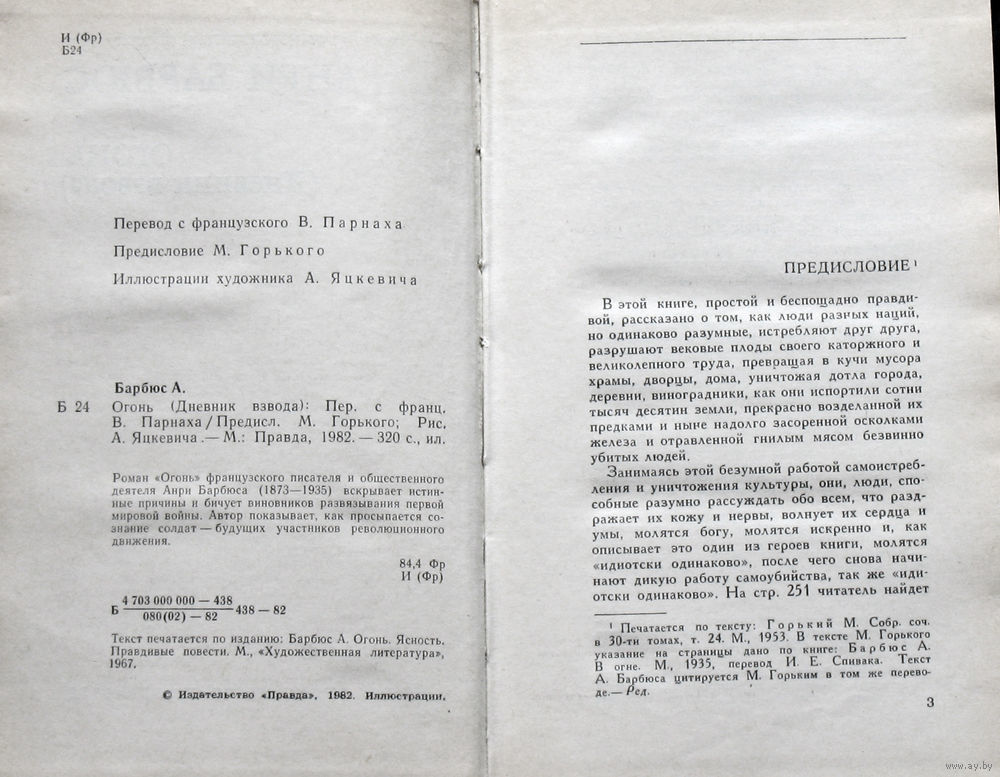 И (Фр)
Б24
Перевод с французского В. Парнаха
Предисловие М. Горького
Иллюстрации художника А. Яцкевича
Барбюс А.
Б 24 Огонь (Дневник взвода): Пер. с франц.
В. Парнаха / Предисл. М. Горького; Рис.
А. Яцкевича.— М.: Правда, 1982. — 320 с., ил.
Роман «Огонь» французского писателя и общественного
деятеля Анри Барбюса (1873—1935) вскрывает истин-
ные причины и бичует виновников развязывания первой
мировой войны. Автор показывает, как просыпается со-
знание солдат — будущих участников революционного
движения.
84,4 Фр
И (Фр)
4 703 000 000 — 438
Б 438 — 82
080(02) — 82
Текст печатается по изданию: Барбюс А. Огонь. Ясность.
Правдивые повести. М., «Художественная литература»,
1967.
© Издательство «Правда», 1982. Иллюстрации.
ПРЕДИСЛОВИЕ ¹
В этой книге, простой и беспощадно правди-
вой, рассказано о том, как люди разных наций,
но одинаково разумные, истребляют друг друга,
разрушают вековые плоды своего каторжного и
великолепного труда, превращая в кучи мусора
храмы, дворцы, дома, уничтожая дотла города,
деревни, виноградники, как они испортили сотни
тысяч десятин земли, прекрасно возделанной их
предками и ныне надолго засоренной осколками
железа и отравленной гнилым мясом безвинно
убитых людей.
Занимаясь этой безумной работой самоистреб-
ления и уничтожения культуры, они, люди, спо-
собные разумно рассуждать обо всем, что разд-
ражает их кожу и нервы, волнует их сердца и
умы, молятся богу, молятся искренно и, как
описывает это один из героев книги, молятся
«идиотски одинаково», после чего снова начи-
нают дикую работу самоубийства, так же «иди-
отски одинаково». На стр. 251 читатель найдет
¹ Печатается по тексту: Горький М. Собр. соч.
в 30-ти томах, т. 24. М., 1953. В тексте М. Горького
указание на страницы дано по книге: Барбюс А.
В огне. М., 1935, перевод И. Е. Спивака. Текст
А. Барбюса цитируется М. Горьким в том же перево-
де.— Ред.
3
www.ay.by